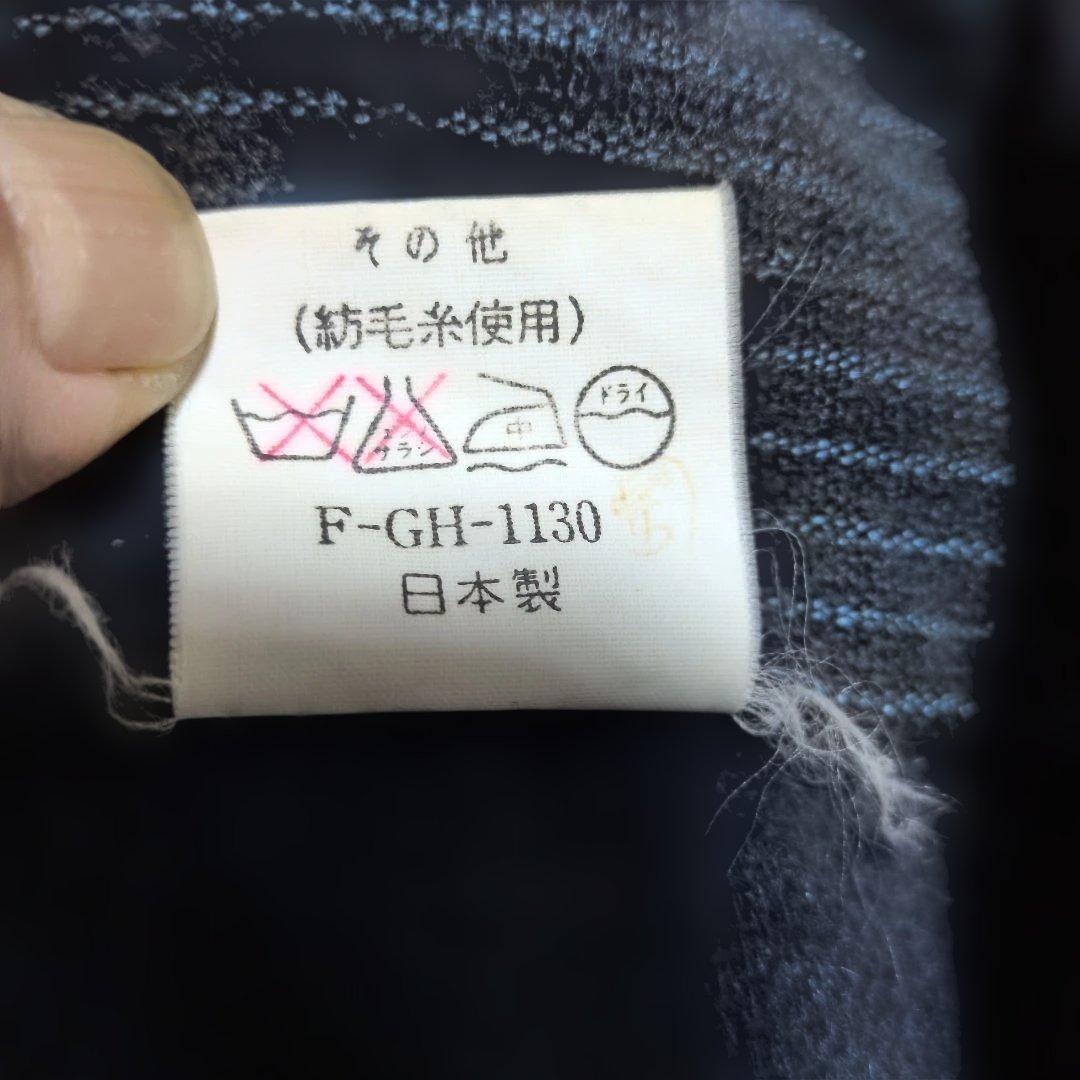 その他
(紡毛糸使用)
中 ドライ
F-GH-1130
日本製